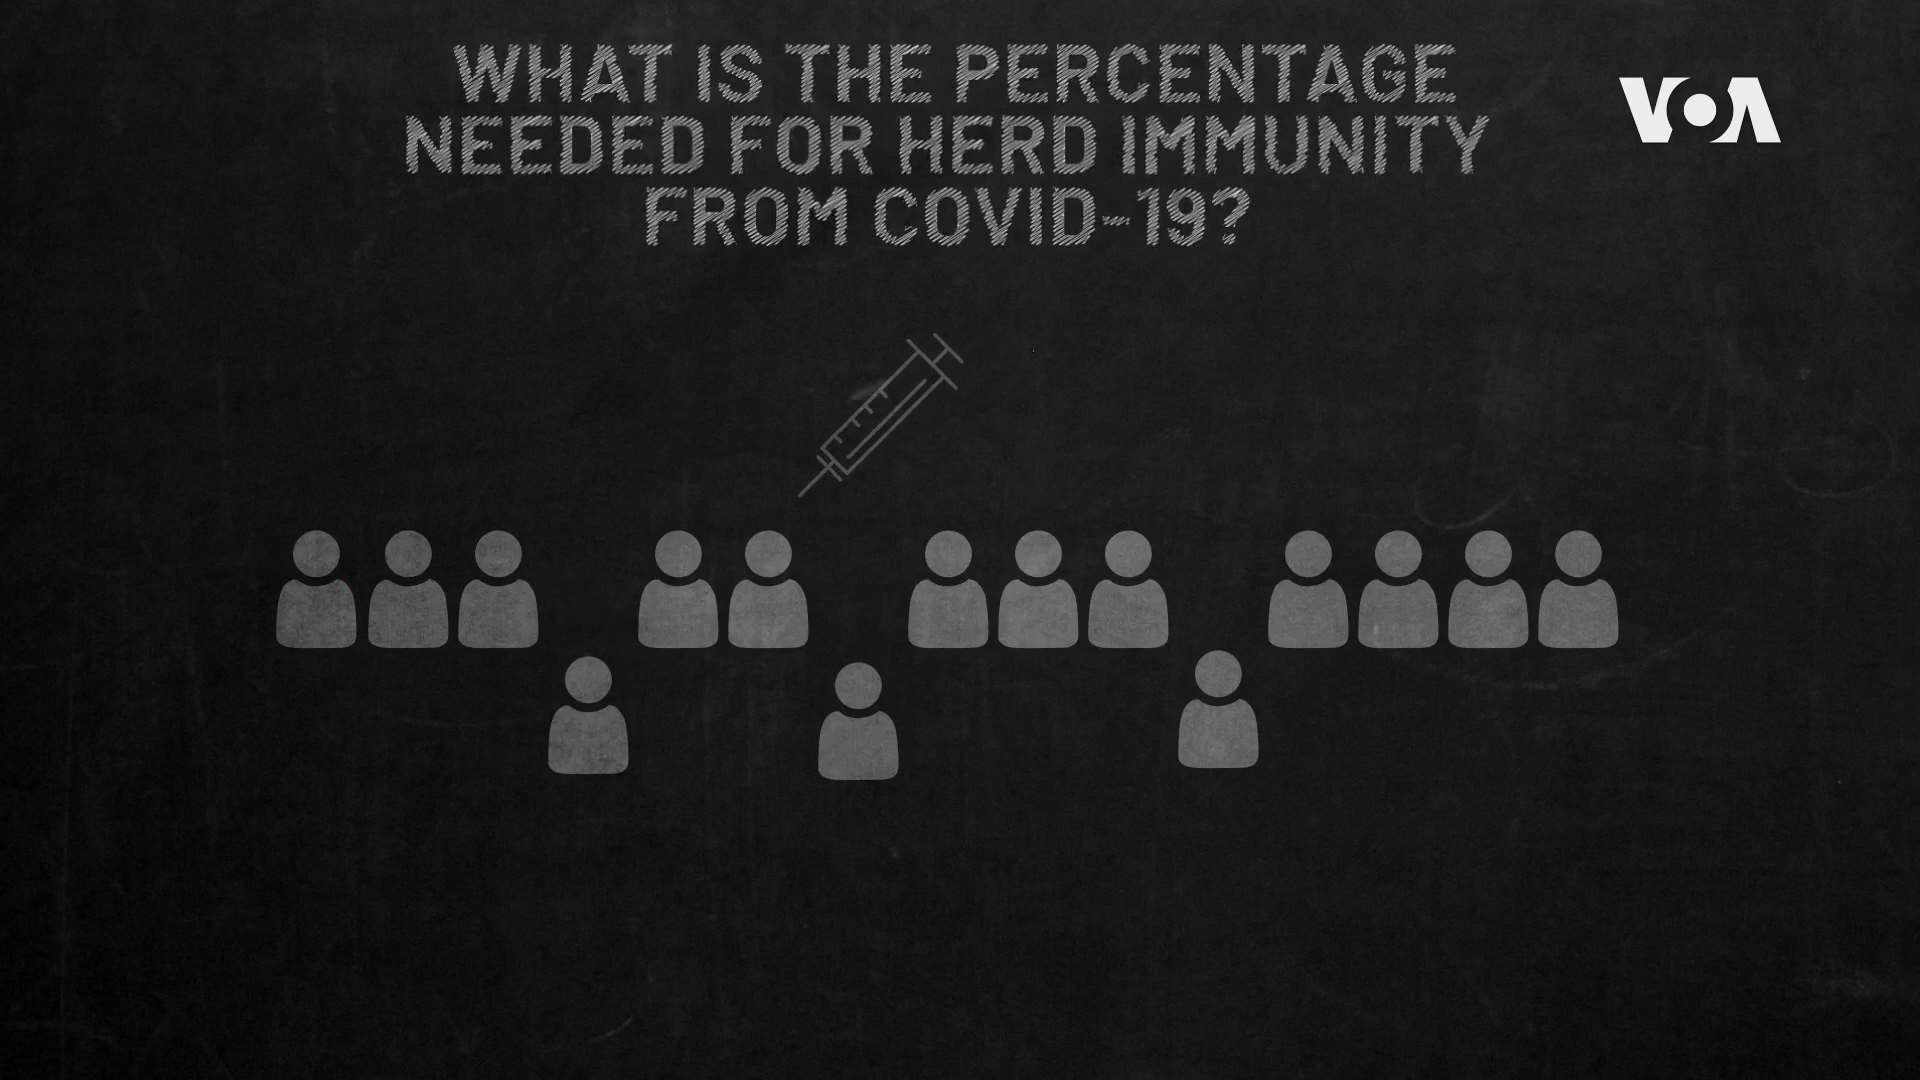 WHAT IS THE PERCENTAGE
NEEDED FOR HERD IMMUNITY
FROM COVID-19?
VOA